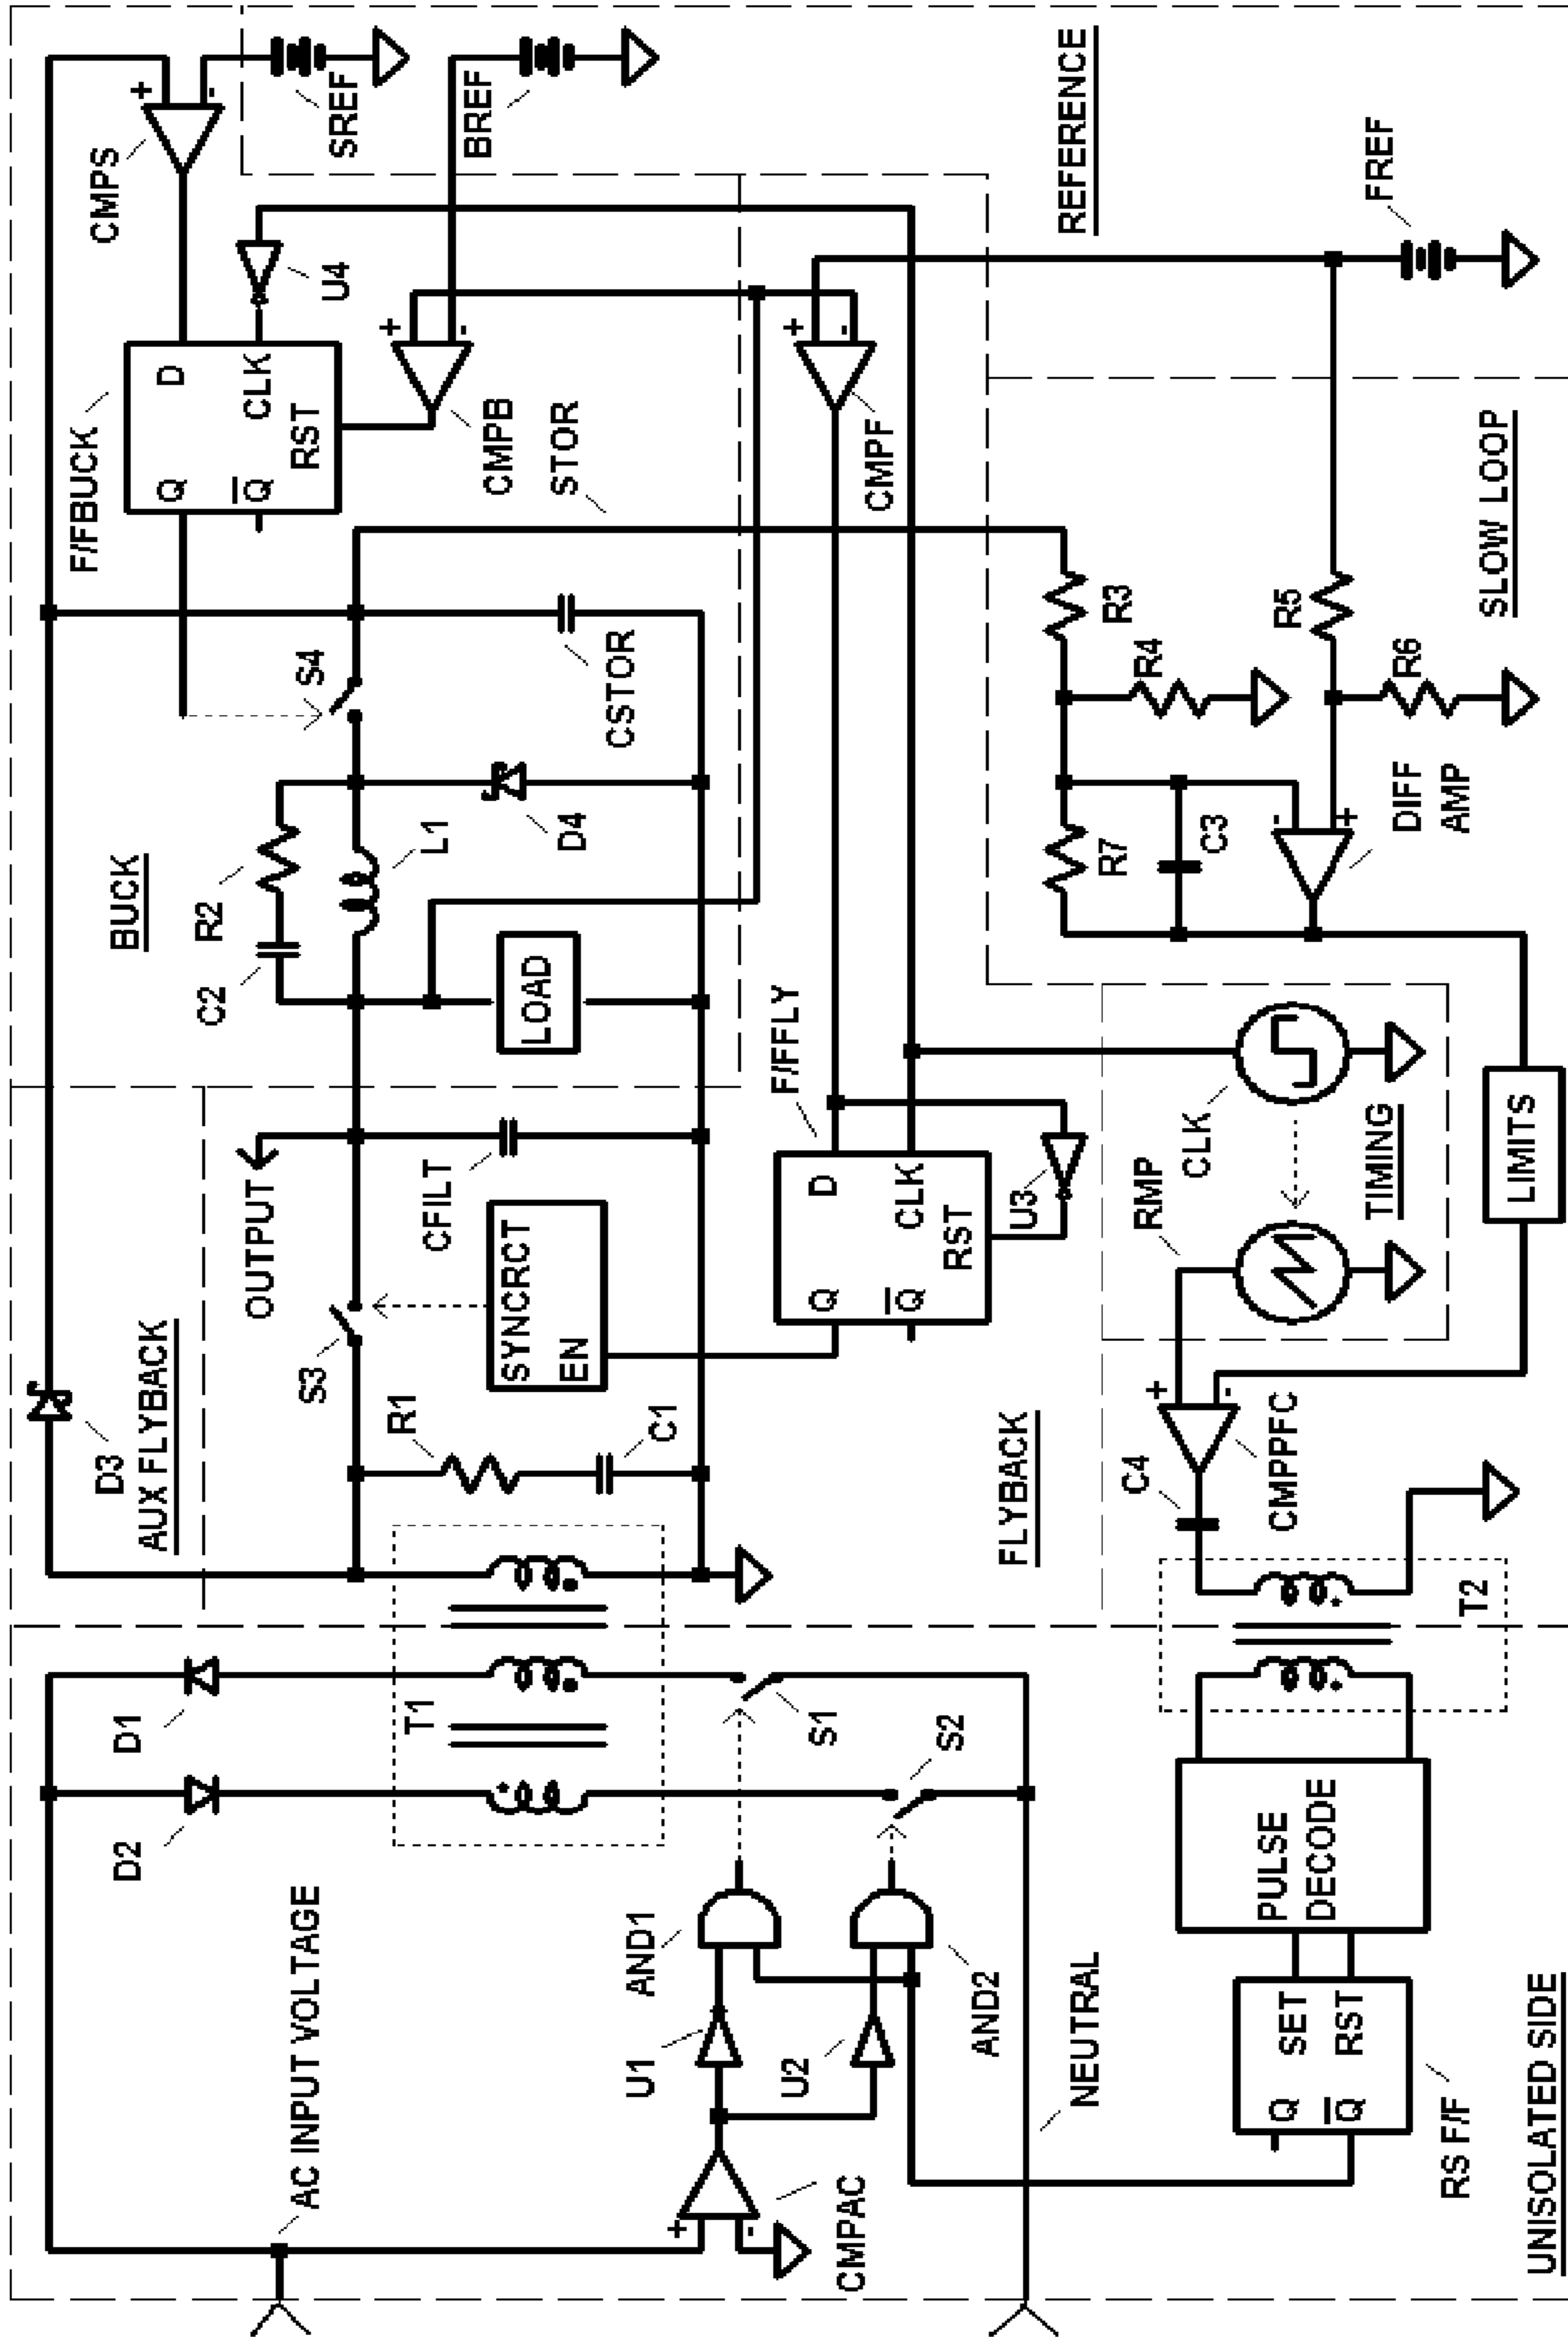 D3
AUX FLYBACK
D1
D2
T1
AC INPUT VOLTAGE
OUTPUT
S3
R1
C1
CFILT
SYNCRCT
EN
BUCK
C2
R2
L1
LOAD
D4
S4
CSTOR
F/FBUCK
D
Q
Q
CLK
RST
U4
CMPS
+
-
SREF
BREF
+
-
CMPB
STOR
+
-
CMPF
REFERENCE
FREF
SLOW LOOP
R3
R4
R5
R6
R7
C3
-
+
DIFF
AMP
F/FFLY
D
Q
Q
CLK
RST
U3
CLK
RMP
TIMING
LIMITS
FLYBACK
+
-
CMPPFC
C4
T2
S1
S2
AND1
AND2
U1
U2
NEUTRAL
+
-
CMPAC
PULSE
DECODE
SET
RST
Q
Q
RS F/F
UNISOLATED SIDE